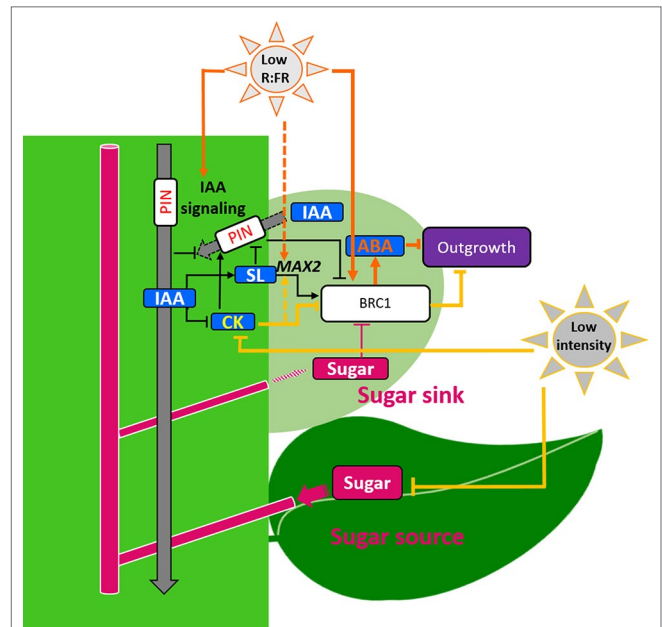 Low
R:FR
PIN
IAA
signaling
PIN
IAA
ABA
Outgrowth
SL
MAX2
IAA
BRC1
CK
Low
intensity
Sugar
Sugar sink
Sugar
Sugar source